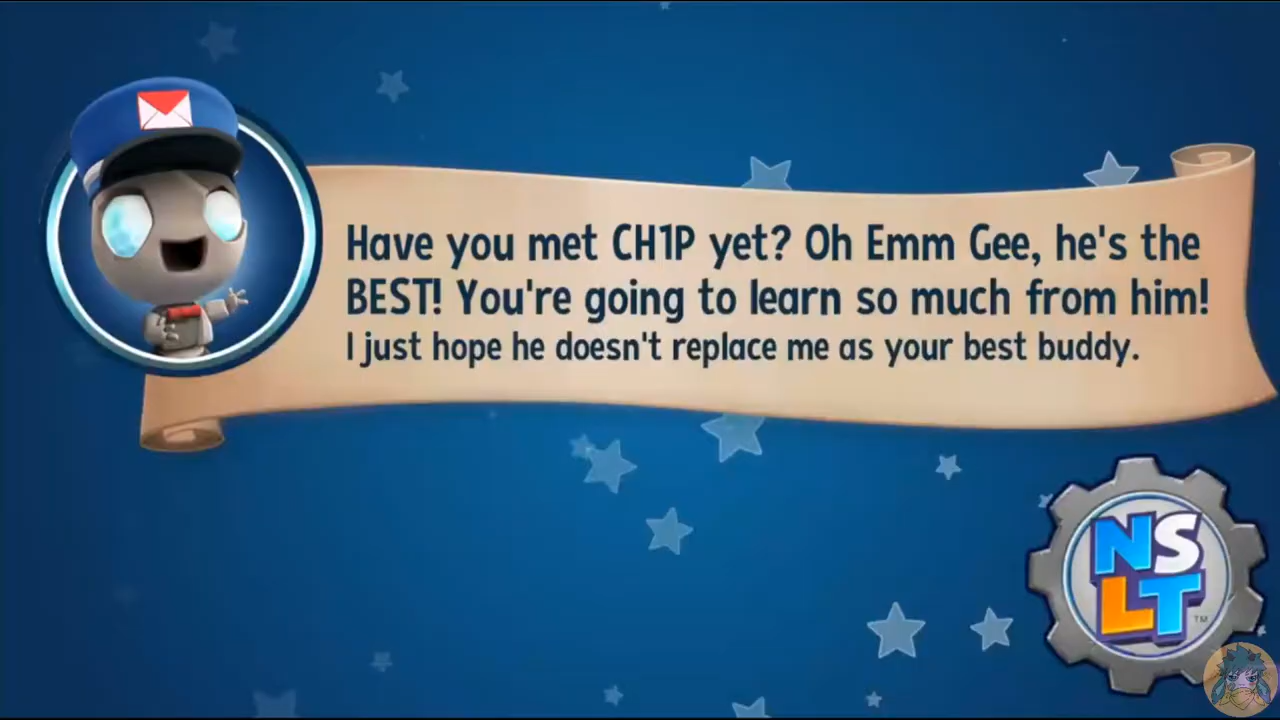 Have you met CH1P yet? Oh Emm Gee, he's the
BEST! You're going to learn so much from him!
I just hope he doesn't replace me as your best buddy.
NS
LT
TM